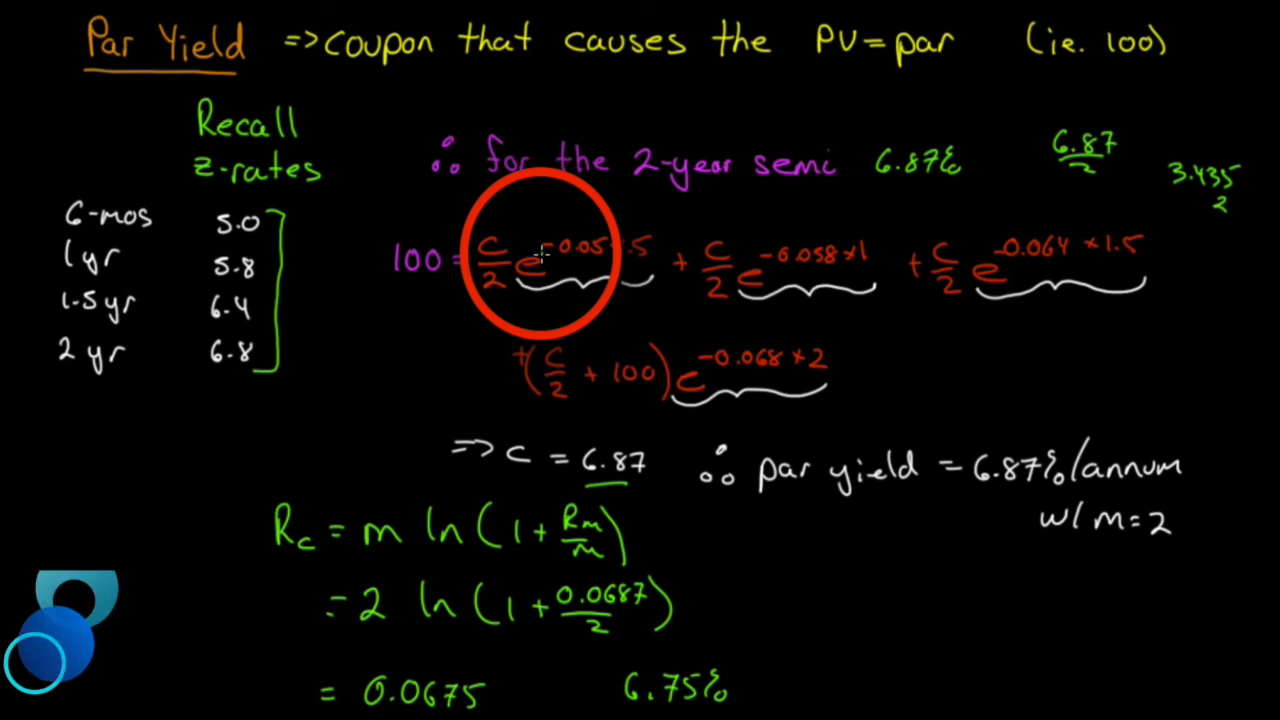 Par Yield => coupon that causes the PV=par (ie. 100)
Recall
z-rates
6-mos 5.0
1 yr 5.8
1.5 yr 6.4
2 yr 6.8
∴ for the 2-year semi 6.87% 6.87/2 3.435
2
100 = c/2 e^-0.05×.5 + c/2 e^-0.058×1 + c/2 e^-0.064×1.5
+(c/2 + 100) e^-0.068×2
=> c = 6.87 ∴ par yield = 6.87%/annum
w/ m=2
Rc = m ln(1+Rm/m)
= 2 ln(1+0.0687/2)
= 0.0675 6.75%